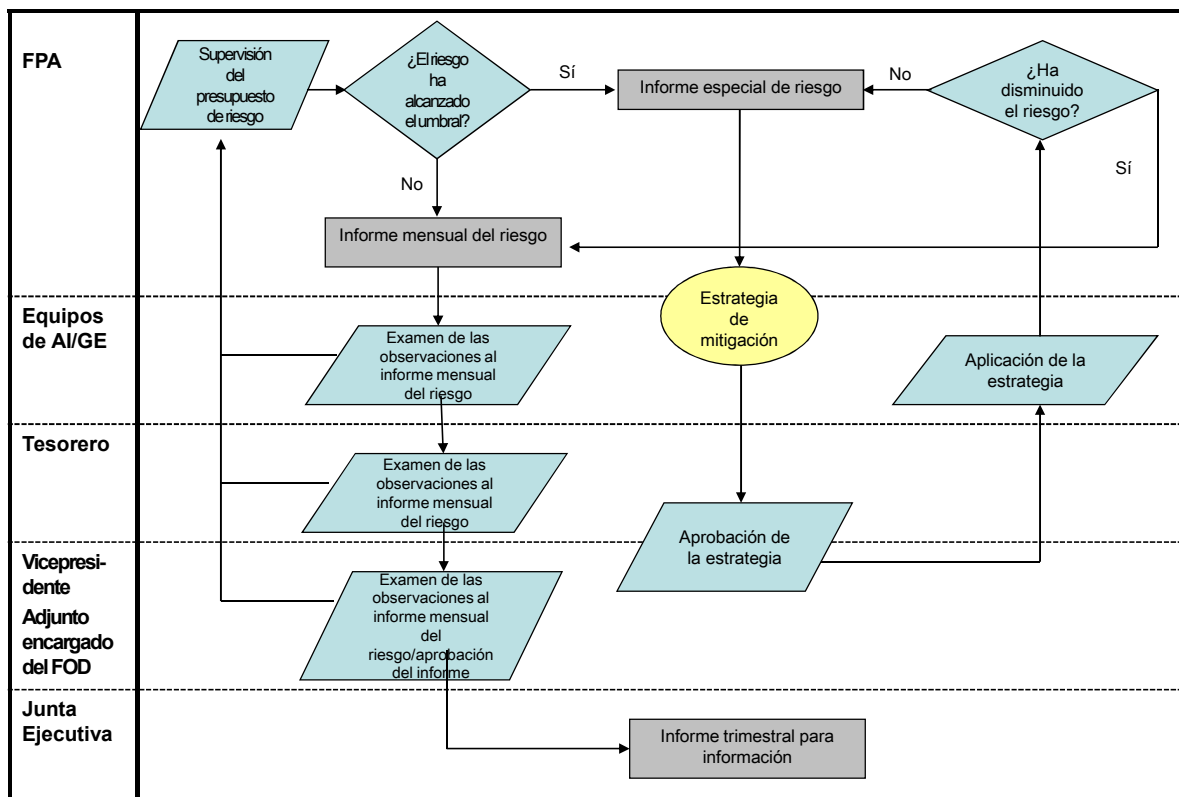 FPA
Supervisión
del
presupuesto
de riesgo
¿El riesgo
ha
alcanzado
el umbral?
Sí
Informe especial de riesgo
No
¿Ha
disminuido
el riesgo?
Sí
No
Informe mensual del riesgo
Equipos
de AI/GE
Examen de las
observaciones al
informe mensual
del riesgo
Estrategia
de
mitigación
Aplicación de la
estrategia
Tesorero
Examen de las
observaciones al
informe mensual
del riesgo
Aprobación de
la estrategia
Vicepresi-
dente
Adjunto
encargado
del FOD
Examen de las
observaciones al
informe mensual
del
riesgo/aprobación
del informe
Junta
Ejecutiva
Informe trimestral para
información